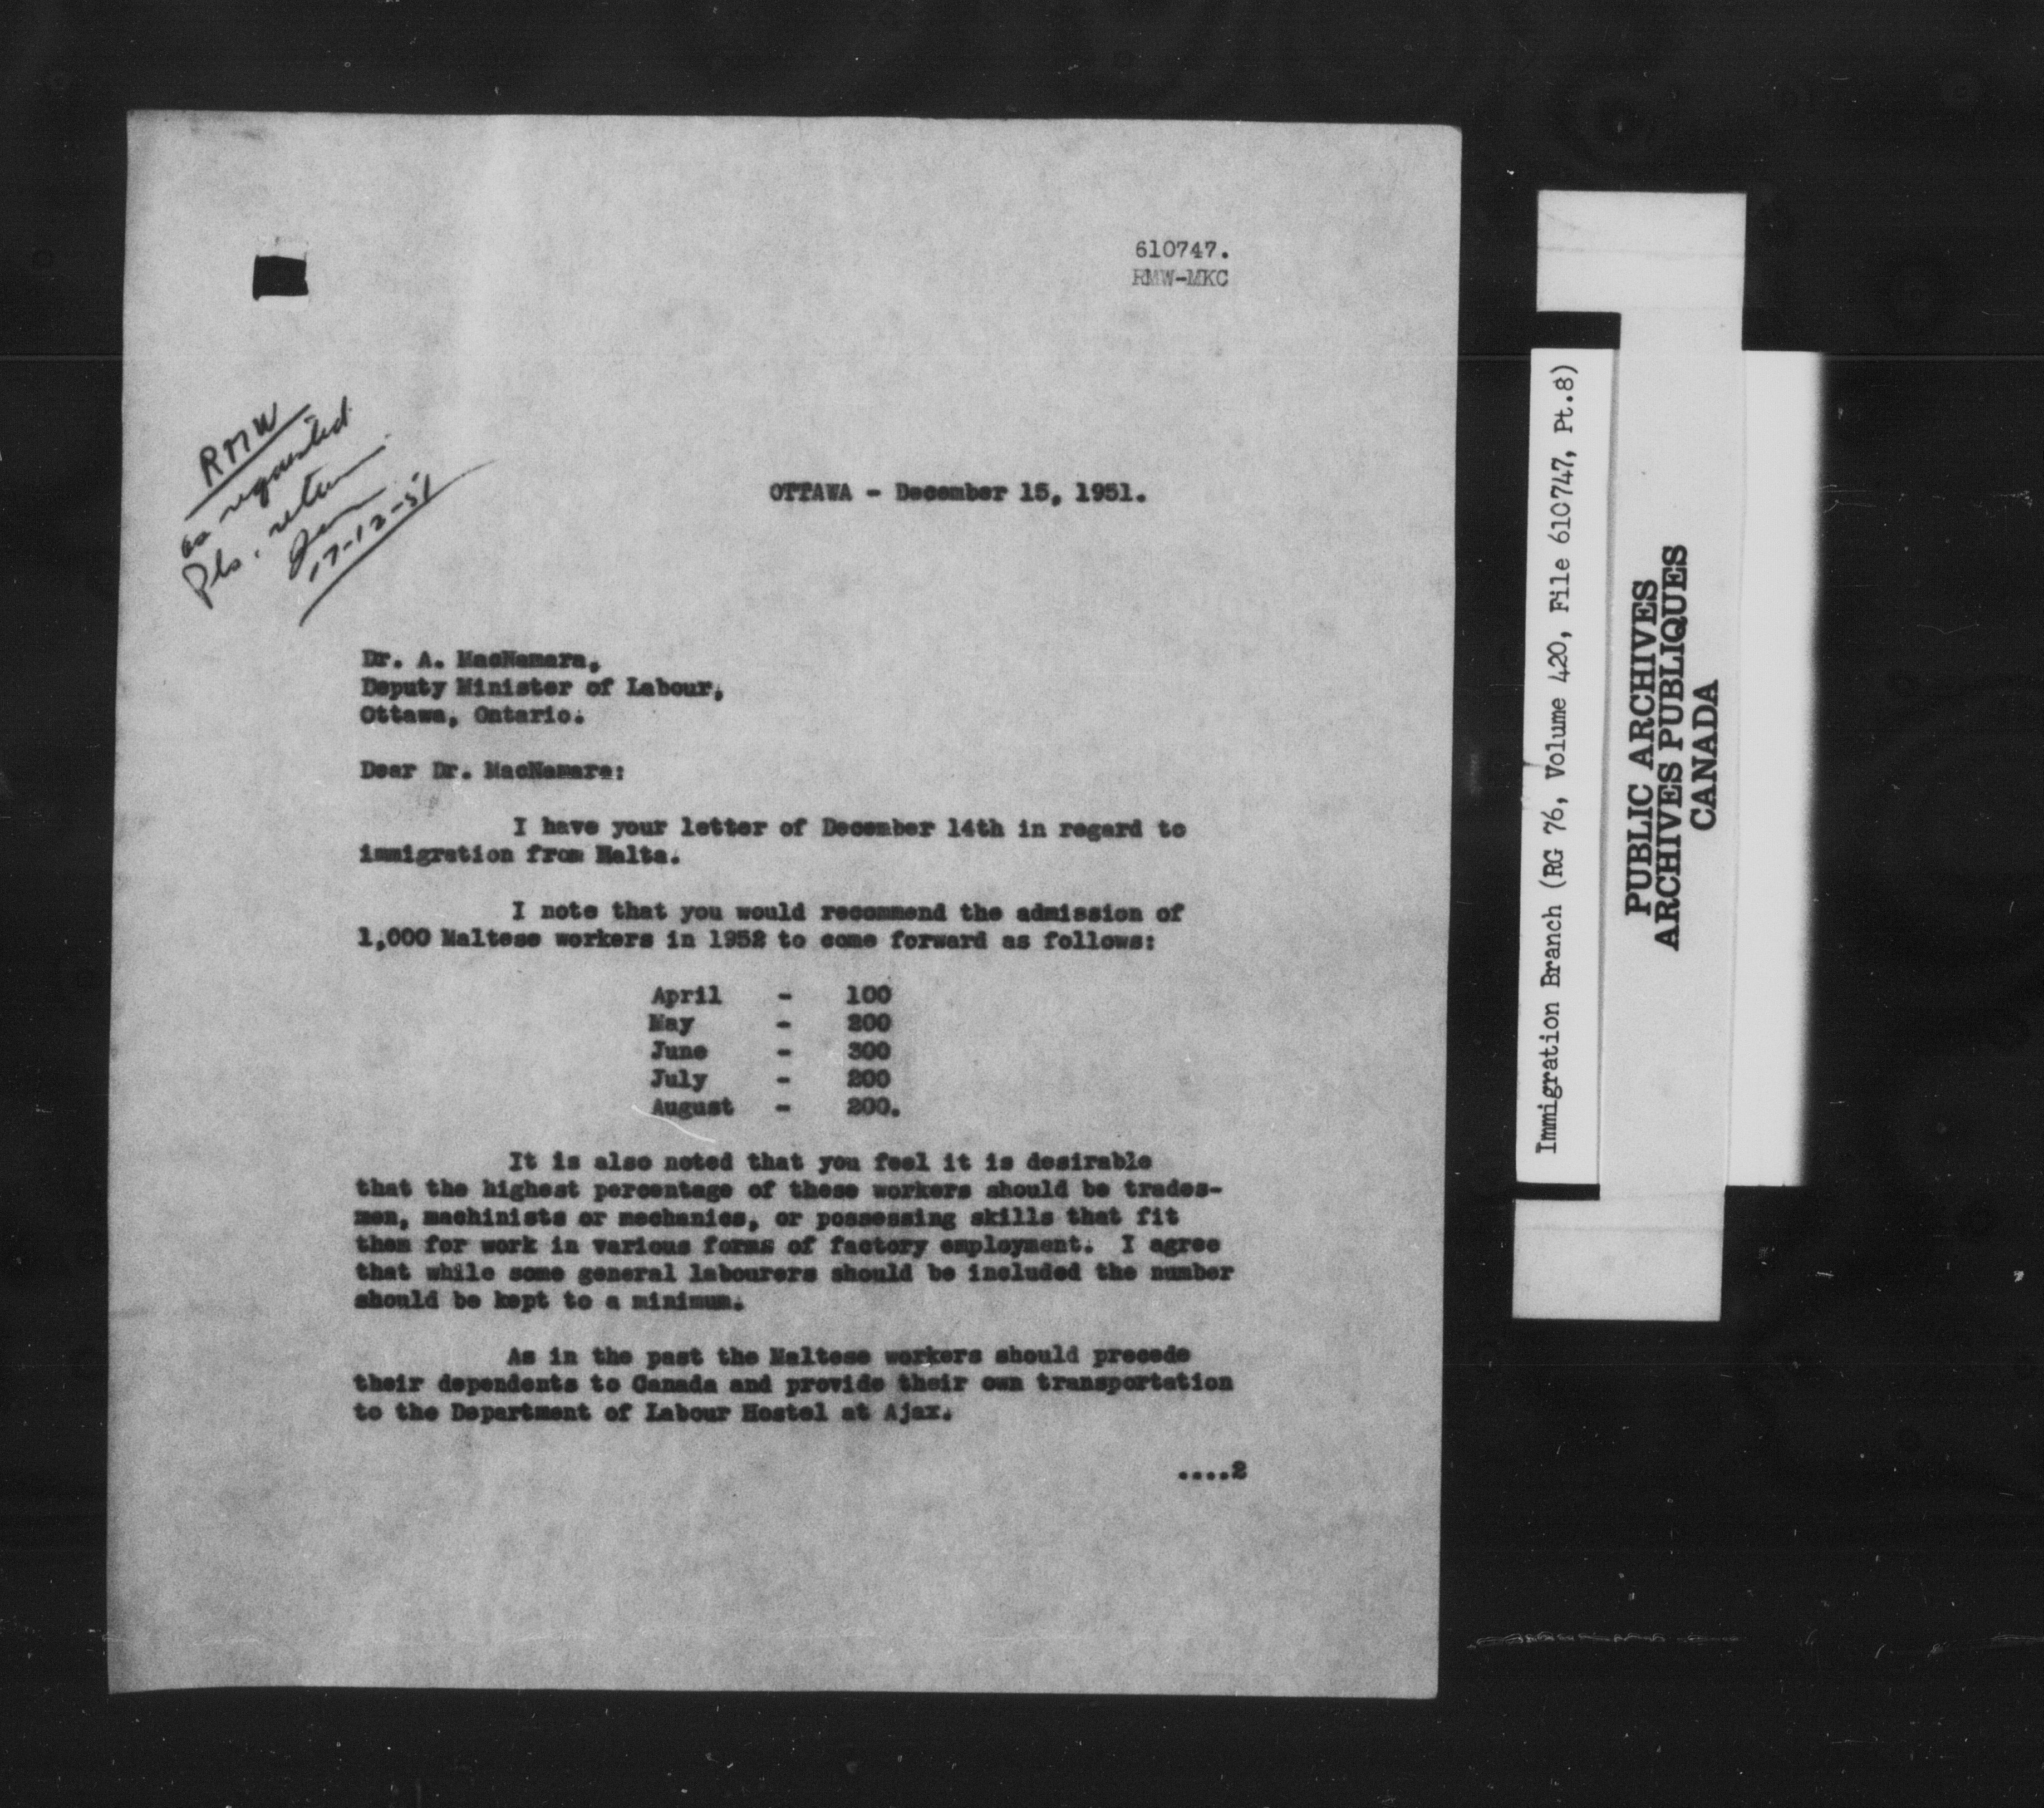 610747.
RMW-MKC
RMW
as requested
Pls. return
17-12-51
OTTAWA - December 15, 1951.
Dr. A. MacNamara,
Deputy Minister of Labour,
Ottawa, Ontario.
Dear Dr. MacNamara:
I have your letter of December 14th in regard to
immigration from Malta.
I note that you would recommend the admission of
1,000 Maltese workers in 1952 to come forward as follows:
April - 100
May - 200
June - 300
July - 200
August - 200.
It is also noted that you feel it is desirable
that the highest percentage of these workers should be trades-
men, machinists or mechanics, or possessing skills that fit
them for work in various forms of factory employment. I agree
that while some general labourers should be included the number
should be kept to a minimum.
As in the past the Maltese workers should precede
their dependents to Canada and provide their own transportation
to the Department of Labour Hostel at Ajax.
....2
Immigration Branch (RG 76, Volume 420, File 610747, Pt.8)
PUBLIC ARCHIVES
ARCHIVES PUBLIQUES
CANADA